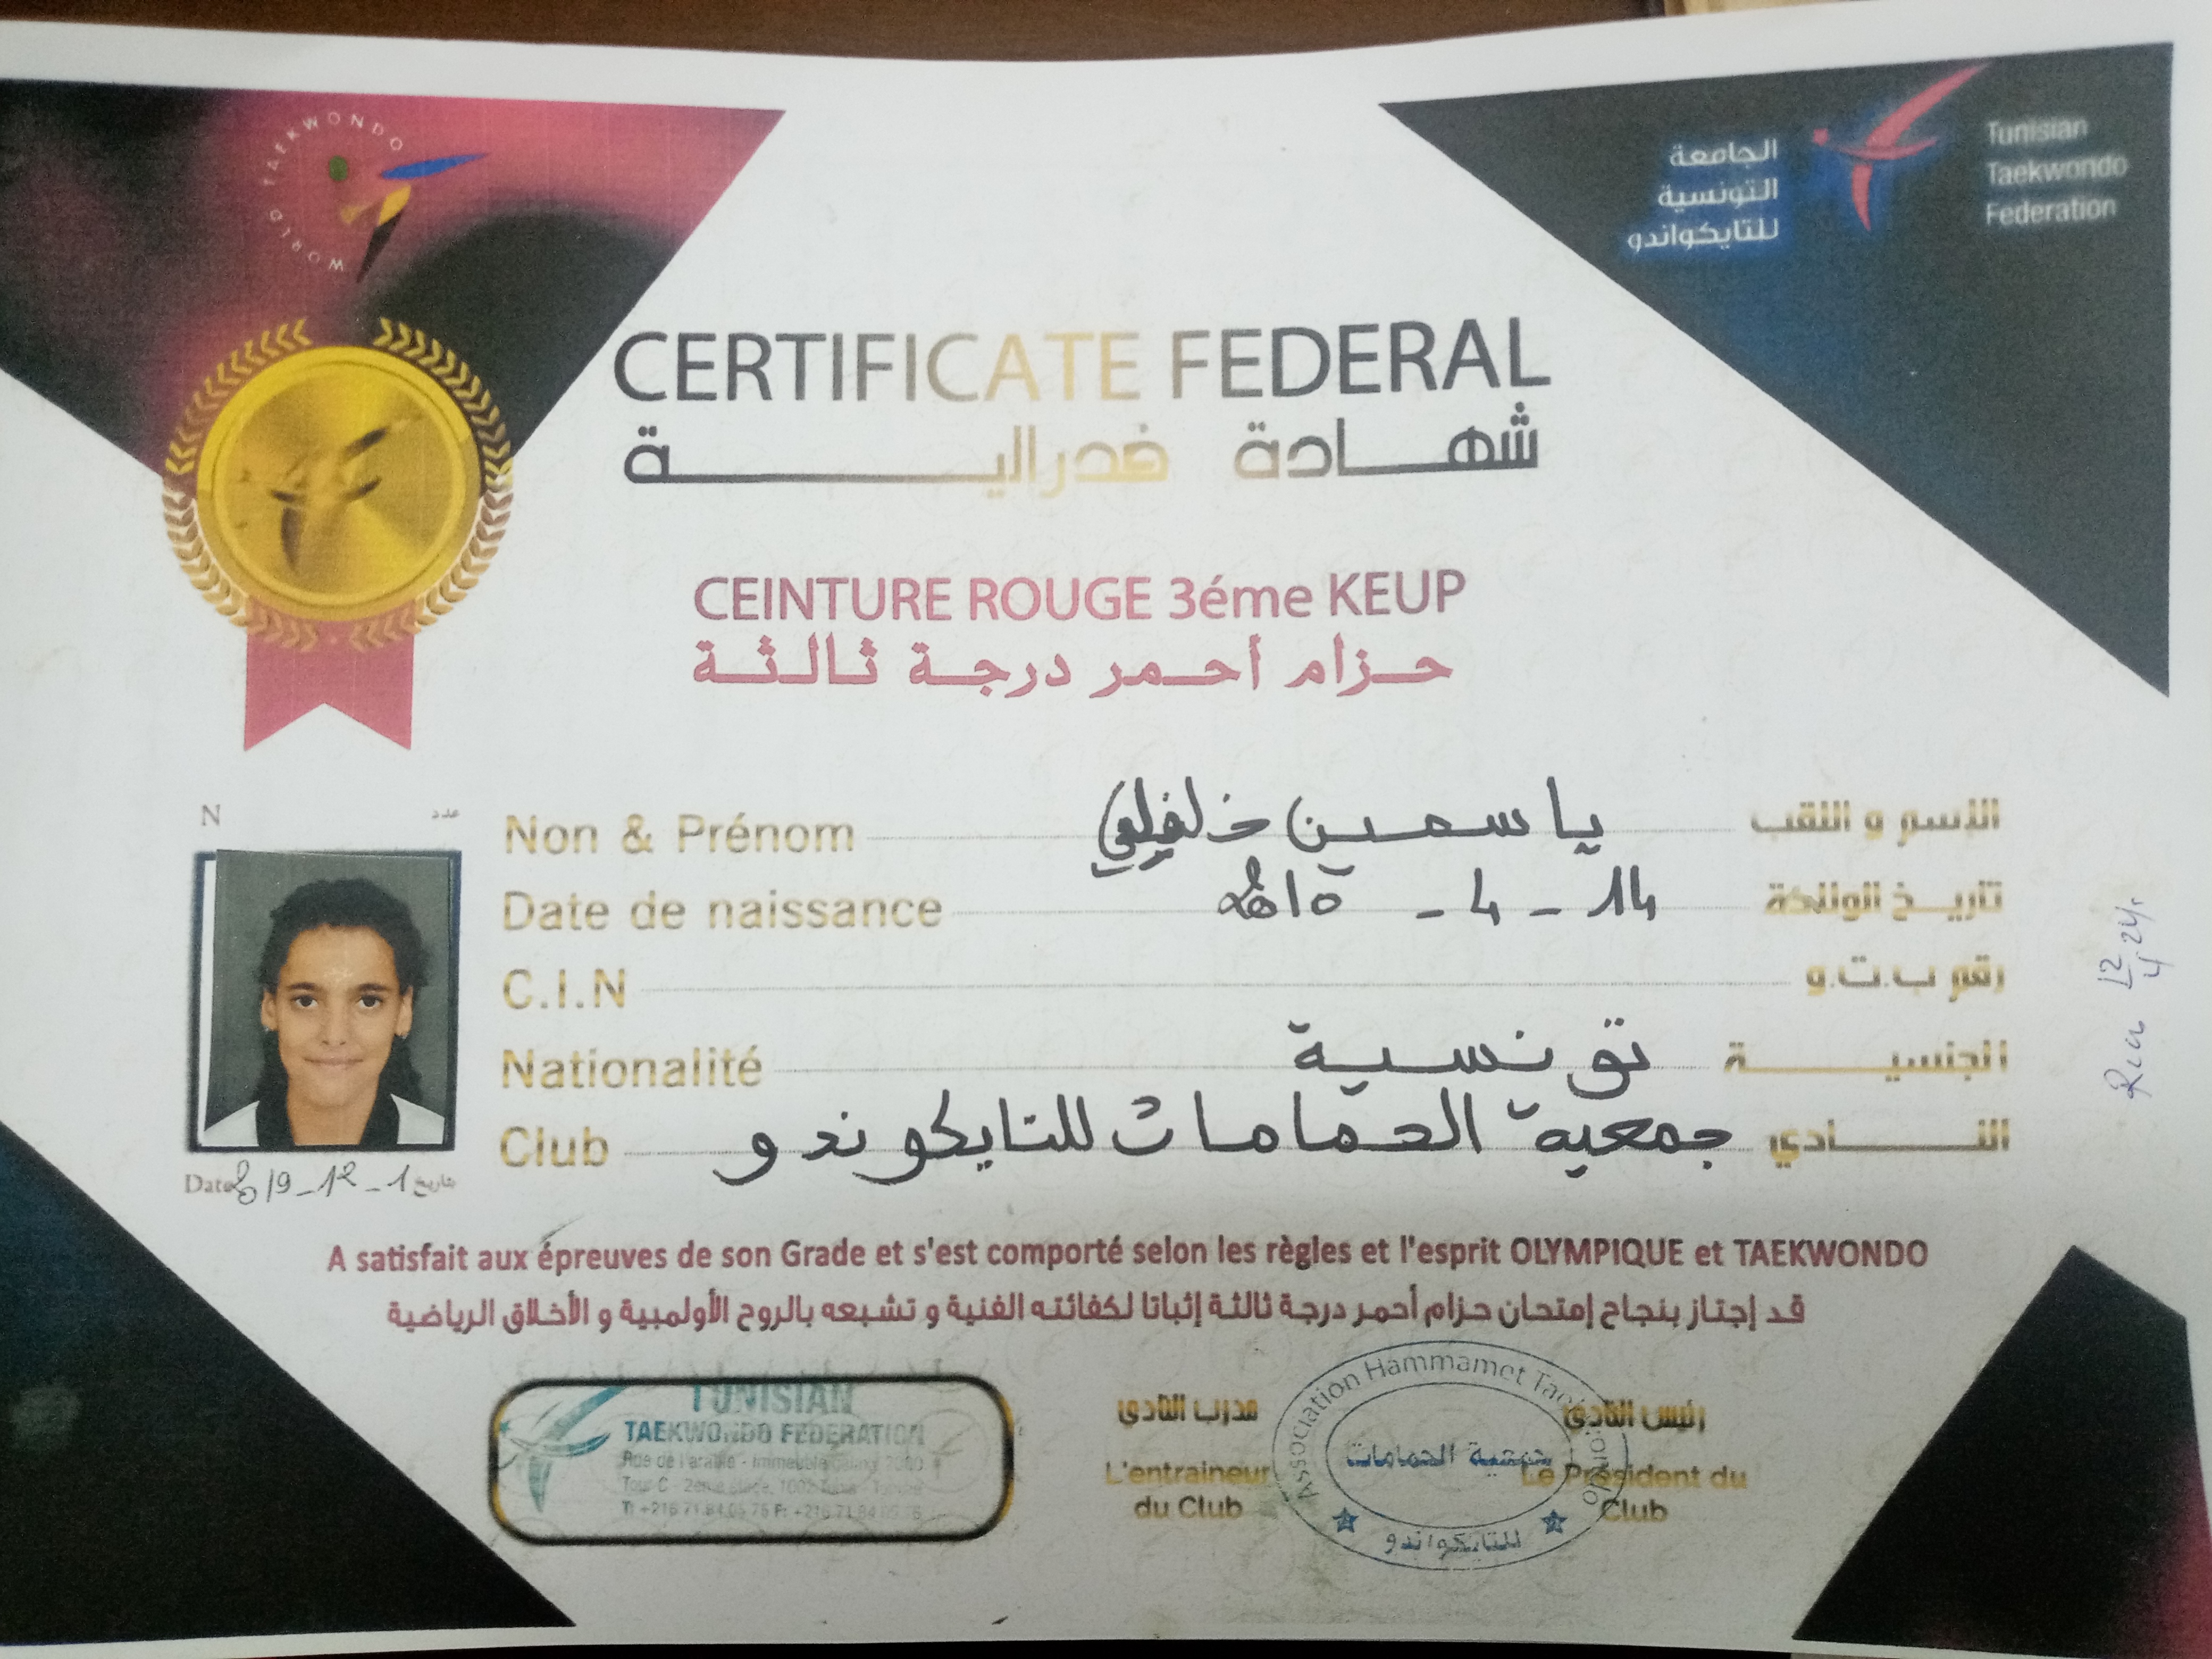 WORLD TAEKWONDO
الجامعة
التونسية
للتايكواندو
Tunisian
Taekwondo
Federation
CERTIFICATE FEDERAL
شهادة فدرالية
CEINTURE ROUGE 3éme KEUP
حزام أحمر درجة ثالثة
N عدد
Non & Prénom ياسمين الاسم و اللقب
Date de naissance 14 - 4 - تاريخ الولادة
C.I.N رقم ب.ت.و
Nationalité تونسية الجنسية
Club جمعية الحمامات للتايكوندو النادي
Date 2019-12-1 تاريخ
A satisfait aux épreuves de son Grade et s'est comporté selon les règles et l'esprit OLYMPIQUE et TAEKWONDO
قد إجتاز بنجاح إمتحان حزام أحمر درجة ثالثة إثباتا لكفائته الفنية و تشبعه بالروح الأولمبية و الأخلاق الرياضية
TUNISIAN
TAEKWONDO FEDERATION
مدرب النادي
L'entraineur
du Club
رئيس النادي
Le Président du
Club
Association Hammamet
جمعية الحمامات
للتايكواندو